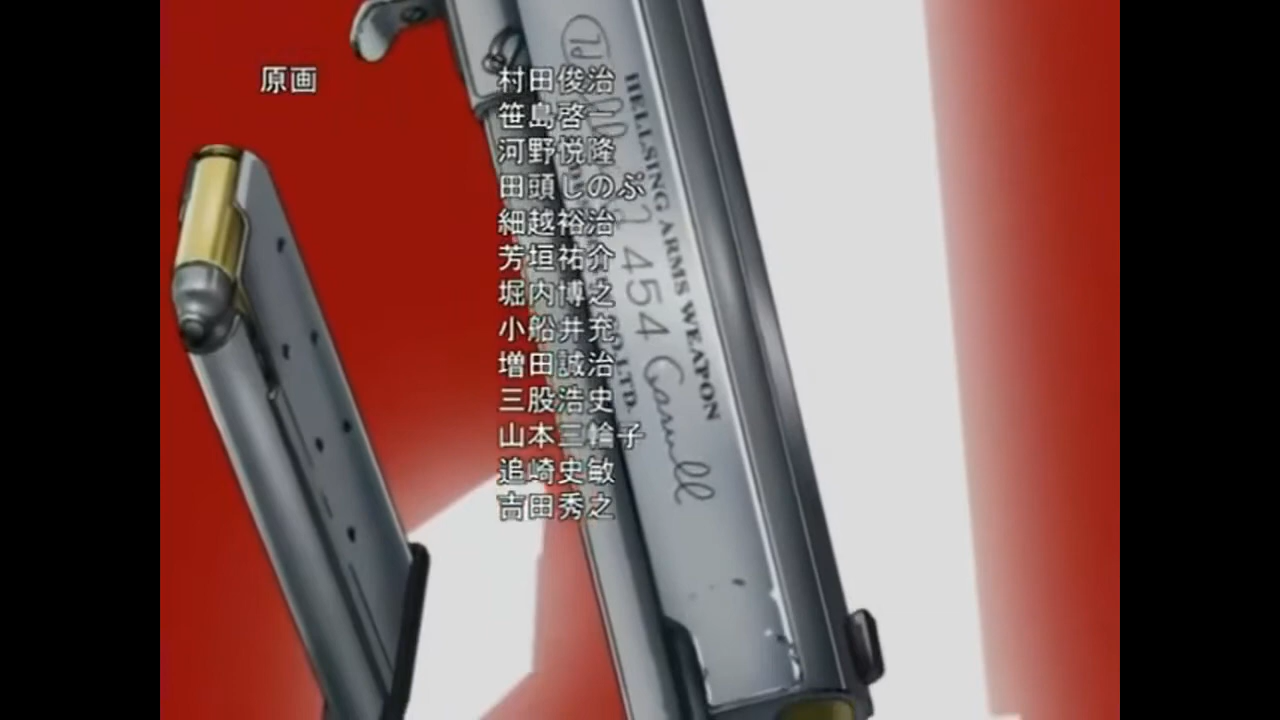 原画
村田俊治
笹島啓一
河野悦隆
田頭しのぶ
細越裕治
芳垣祐介
堀内博之
小船井充
増田誠治
三股浩史
山本三輪子
追崎史敏
吉田秀之
HELLSING ARMS WEAPON
454 Casull
CO.LTD.